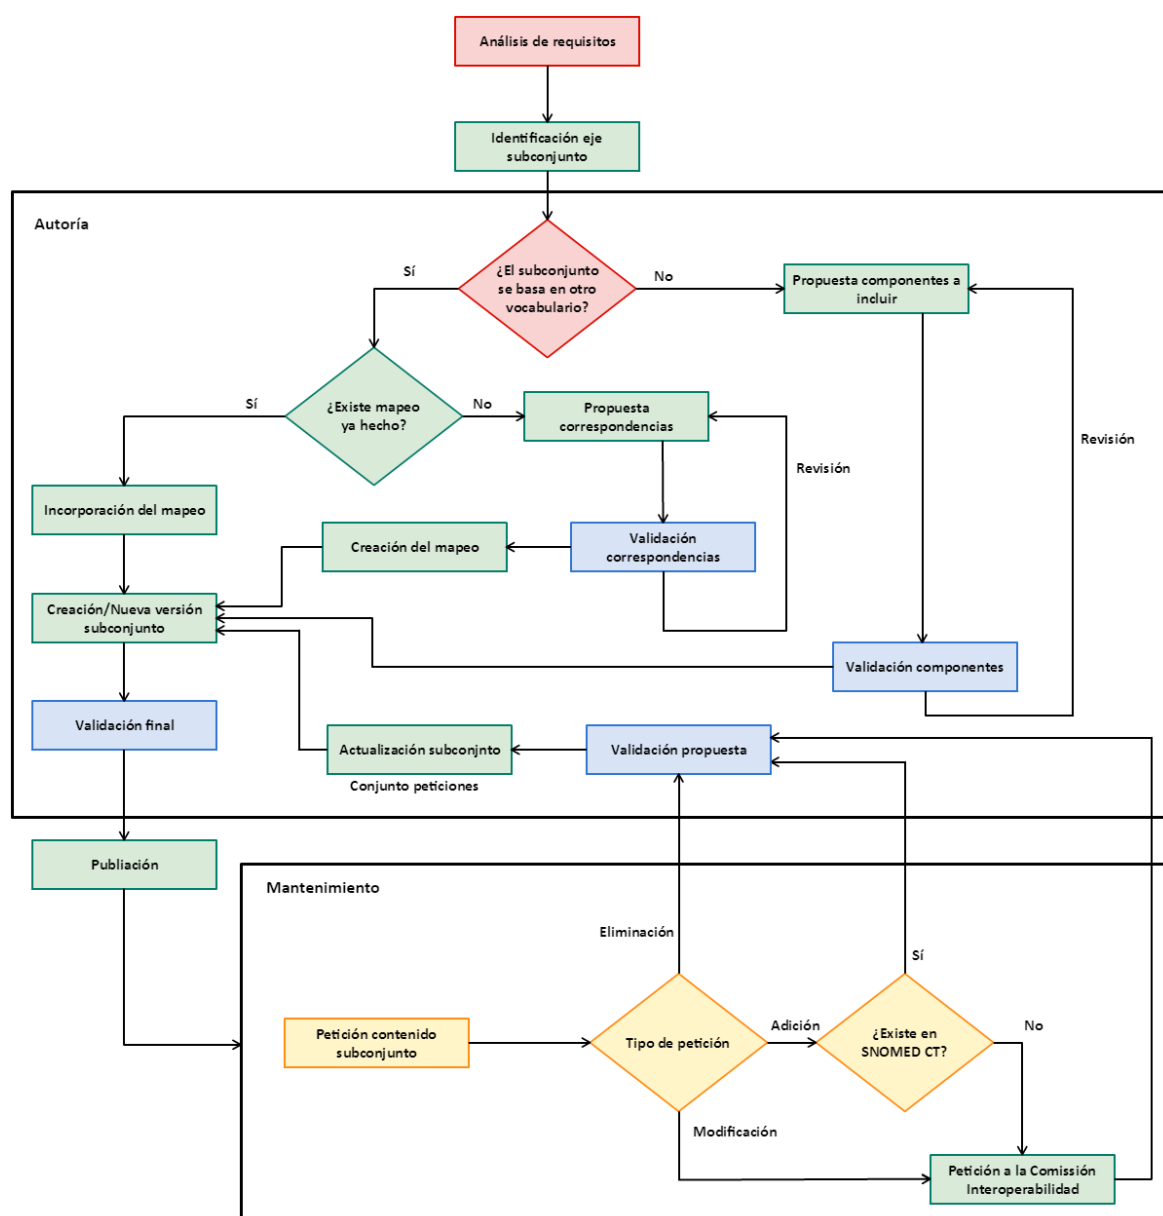 Análisis de requisitos
Identificación eje
subconjunto
Autoría
¿El subconjunto
se basa en otro
vocabulario?
Sí
No
Propuesta componentes a
incluir
¿Existe mapeo
ya hecho?
Sí
No
Propuesta
correspondencias
Revisión
Revisión
Incorporación del mapeo
Creación del mapeo
Validación
correspondencias
Creación/Nueva versión
subconjunto
Validación componentes
Validación final
Actualización subconjnto
Conjunto peticiones
Validación propuesta
Publiación
Mantenimiento
Eliminación
Sí
Petición contenido
subconjunto
Tipo de petición
Adición
¿Existe en
SNOMED CT?
No
Modificación
Petición a la Comissión
Interoperabilidad